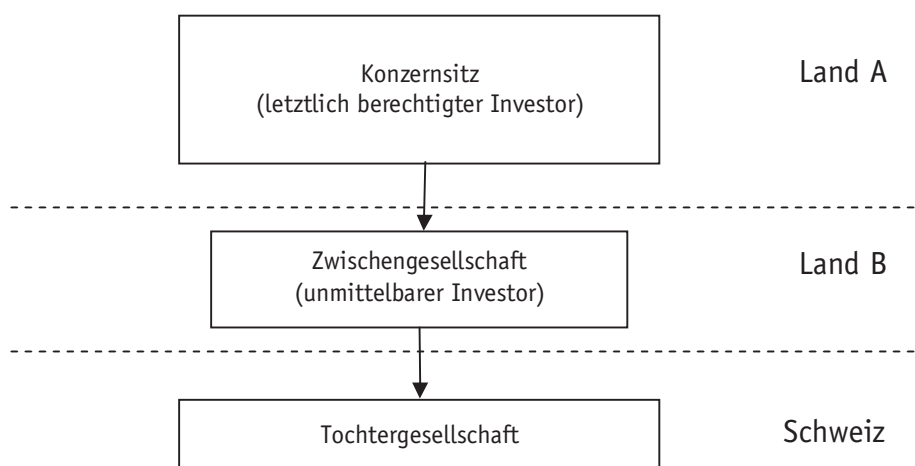 Konzernsitz
(letztlich berechtigter Investor)
Land A
Zwischengesellschaft
(unmittelbarer Investor)
Land B
Tochtergesellschaft
Schweiz